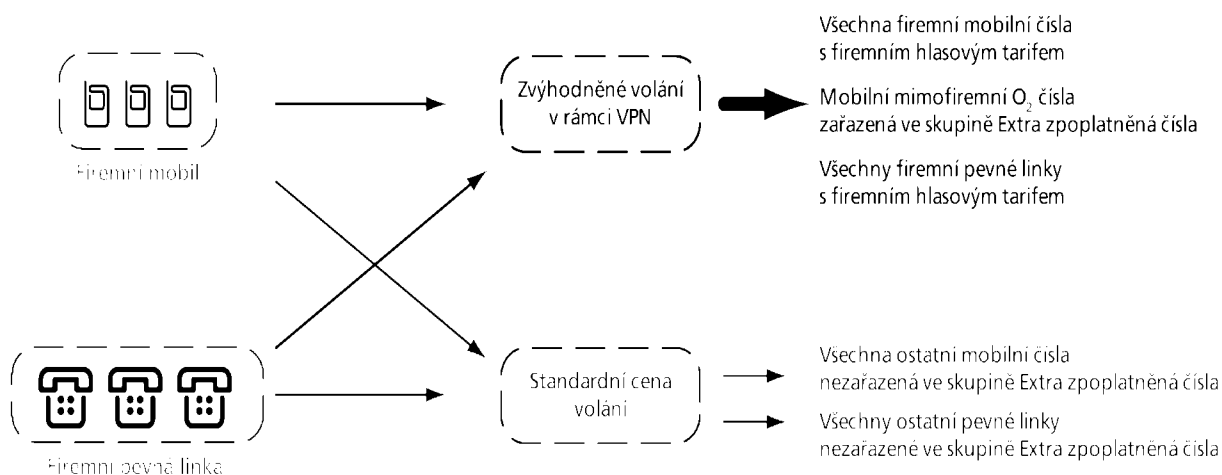 Všechna firemní mobilní čísla
s firemním hlasovým tarifem
Zvýhodněné volání
v rámci VPN
Mobilní mimofiremní O₂ čísla
zařazená ve skupině Extra zpoplatněná čísla
Firemní mobil
Všechny firemní pevné linky
s firemním hlasovým tarifem
Standardní cena
volání
Všechna ostatní mobilní čísla
nezařazená ve skupině Extra zpoplatněná čísla
Všechny ostatní pevné linky
nezařazené ve skupině Extra zpoplatněná čísla
Firemní pevná linka